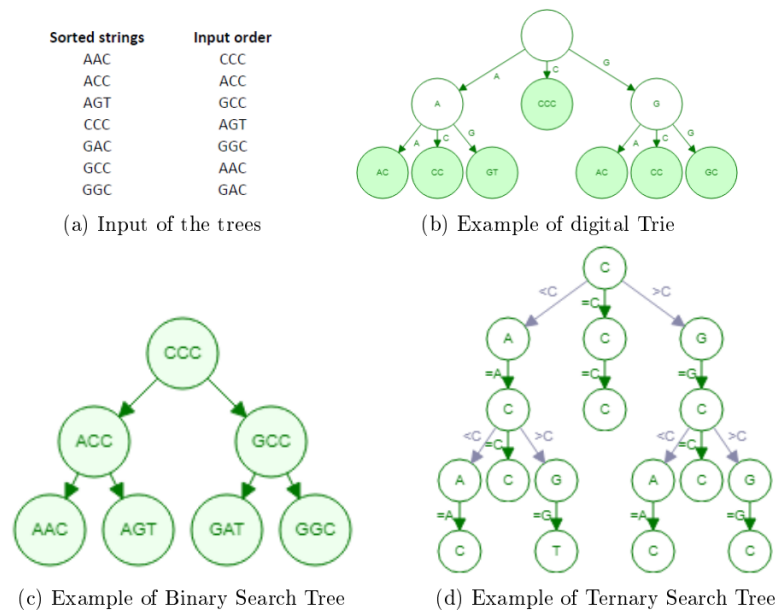 Sorted strings Input order
AAC CCC
ACC ACC
AGT GCC
CCC AGT
GAC GGC
GCC AAC
GGC GAC
(a) Input of the trees
A C G
A CCC G
A C G A C G
AC CC GT AC CC GC
(b) Example of digital Trie
CCC
ACC GCC
AAC AGT GAT GGC
(c) Example of Binary Search Tree
C
<C =C >C
A C G
=A =C =G
C C C
<C =C >C <C =C >C
A C G A C G
=A =G =A =G
C T C C
(d) Example of Ternary Search Tree